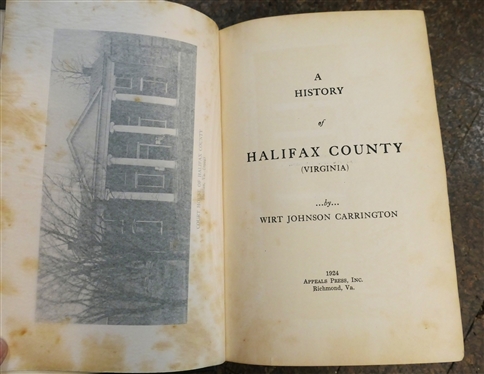 A
HISTORY
of
HALIFAX COUNTY
(VIRGINIA)
...by...
WIRT JOHNSON CARRINGTON
1924
APPEALS PRESS, INC.
Richmond, Va.